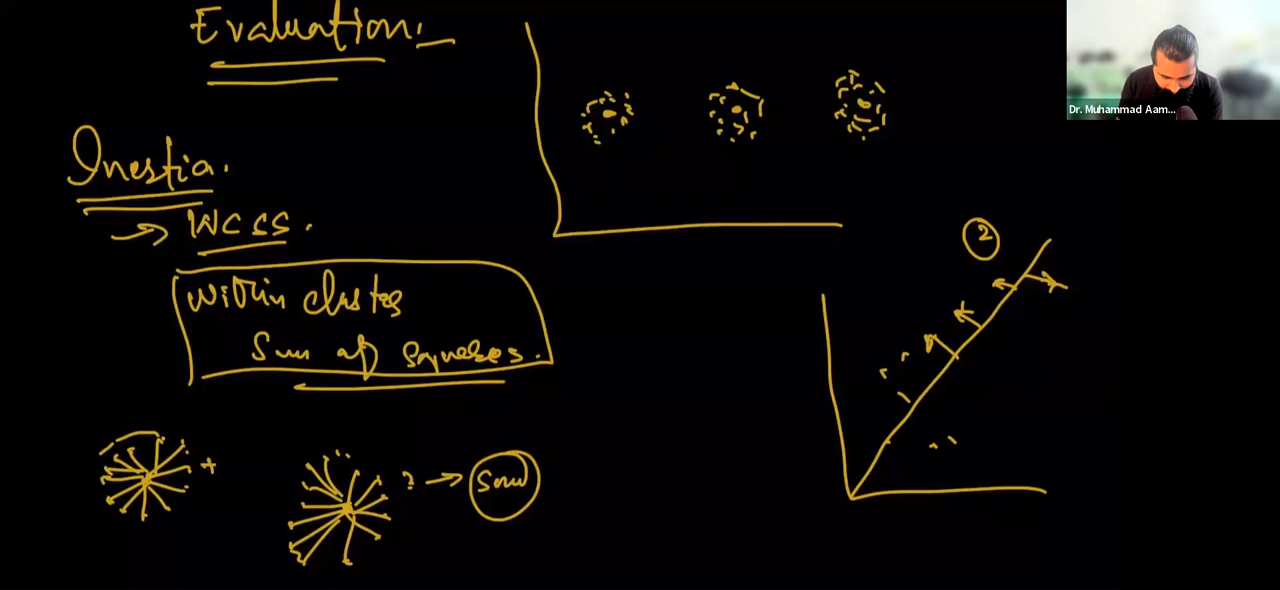 Evaluation:
Inertia.
→ WCSS.
Within cluster
Sum of squares.
+
? → Sum
2
Dr. Muhammad Aam...